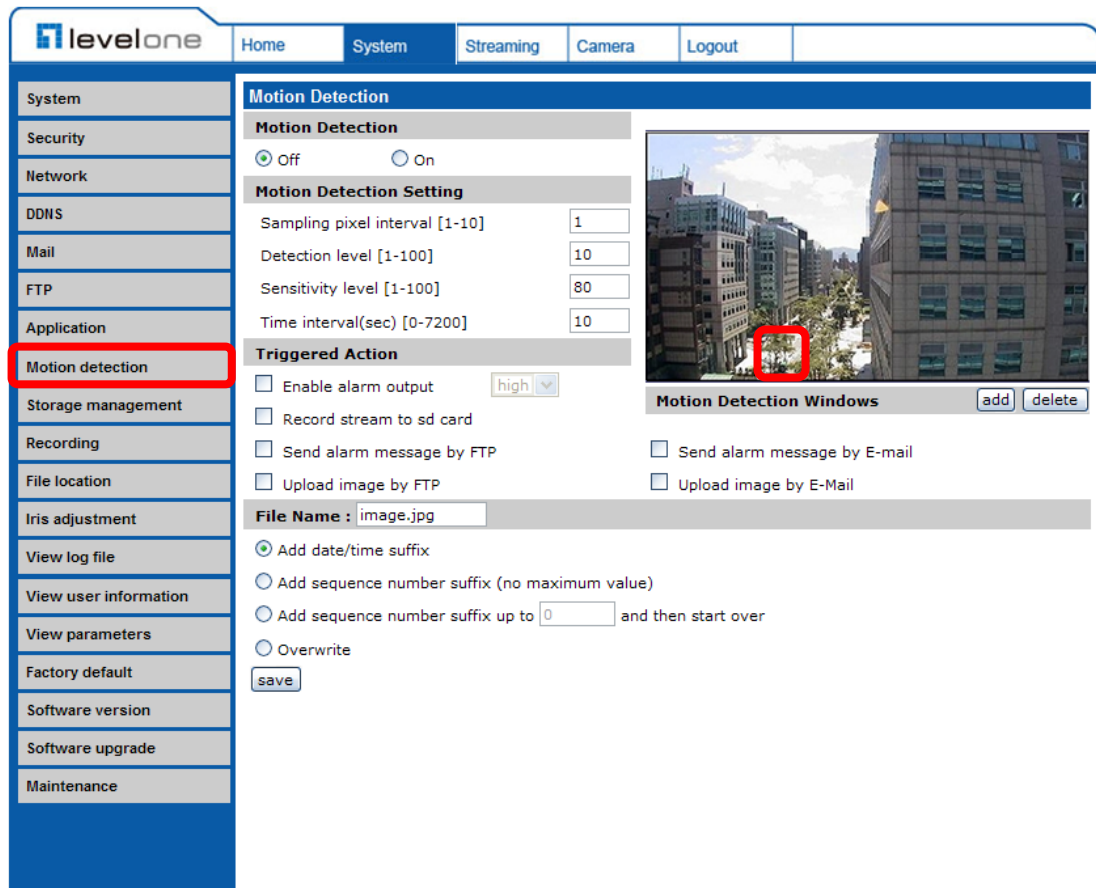 levelone
Home System Streaming Camera Logout
System
Security
Network
DDNS
Mail
FTP
Application
Motion detection
Storage management
Recording
File location
Iris adjustment
View log file
View user information
View parameters
Factory default
Software version
Software upgrade
Maintenance
Motion Detection
Motion Detection
Off On
Motion Detection Setting
Sampling pixel interval [1-10] 1
Detection level [1-100] 10
Sensitivity level [1-100] 80
Time interval(sec) [0-7200] 10
Triggered Action
Enable alarm output high
Record stream to sd card
Send alarm message by FTP
Upload image by FTP
Motion Detection Windows add delete
Send alarm message by E-mail
Upload image by E-Mail
File Name : image.jpg
Add date/time suffix
Add sequence number suffix (no maximum value)
Add sequence number suffix up to 0 and then start over
Overwrite
save